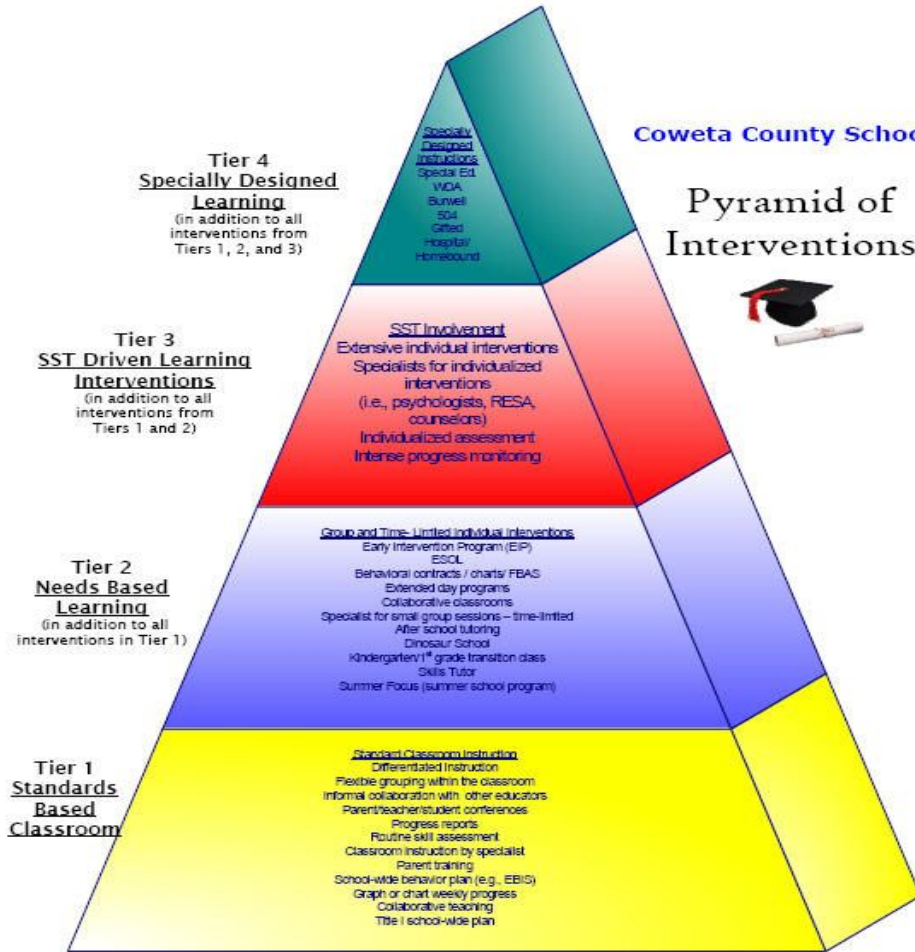 Coweta County Schoo
Pyramid of
Interventions
Tier 4
Specially Designed
Learning
(in addition to all
interventions from
Tiers 1, 2, and 3)
Specially
Designed
Instructions
Special Ed.
WDA
Burwell
504
Gifted
Hospital/
Homebound
Tier 3
SST Driven Learning
Interventions
(in addition to all
interventions from
Tiers 1 and 2)
SST Involvement
Extensive individual interventions
Specialists for individualized
interventions
(i.e., psychologists, RESA,
counselors)
Individualized assessment
Intense progress monitoring
Tier 2
Needs Based
Learning
(in addition to all
interventions in Tier 1)
Group and Time- Limited Individual Interventions
Early Intervention Program (EIP)
ESOL
Behavioral contracts / charts/ FBAS
Extended day programs
Collaborative classrooms
Specialist for small group sessions – time-limited
After school tutoring
Dinosaur School
Kindergarten/1st grade transition class
Skills Tutor
Summer Focus (summer school program)
Tier 1
Standards
Based
Classroom
Standard Classroom Instruction
Differentiated Instruction
Flexible grouping within the classroom
Informal collaboration with other educators
Parent/teacher/student conferences
Progress reports
Routine skill assessment
Classroom instruction by specialist
Parent training
School-wide behavior plan (e.g., EBIS)
Graph or chart weekly progress
Collaborative teaching
Title I school-wide plan